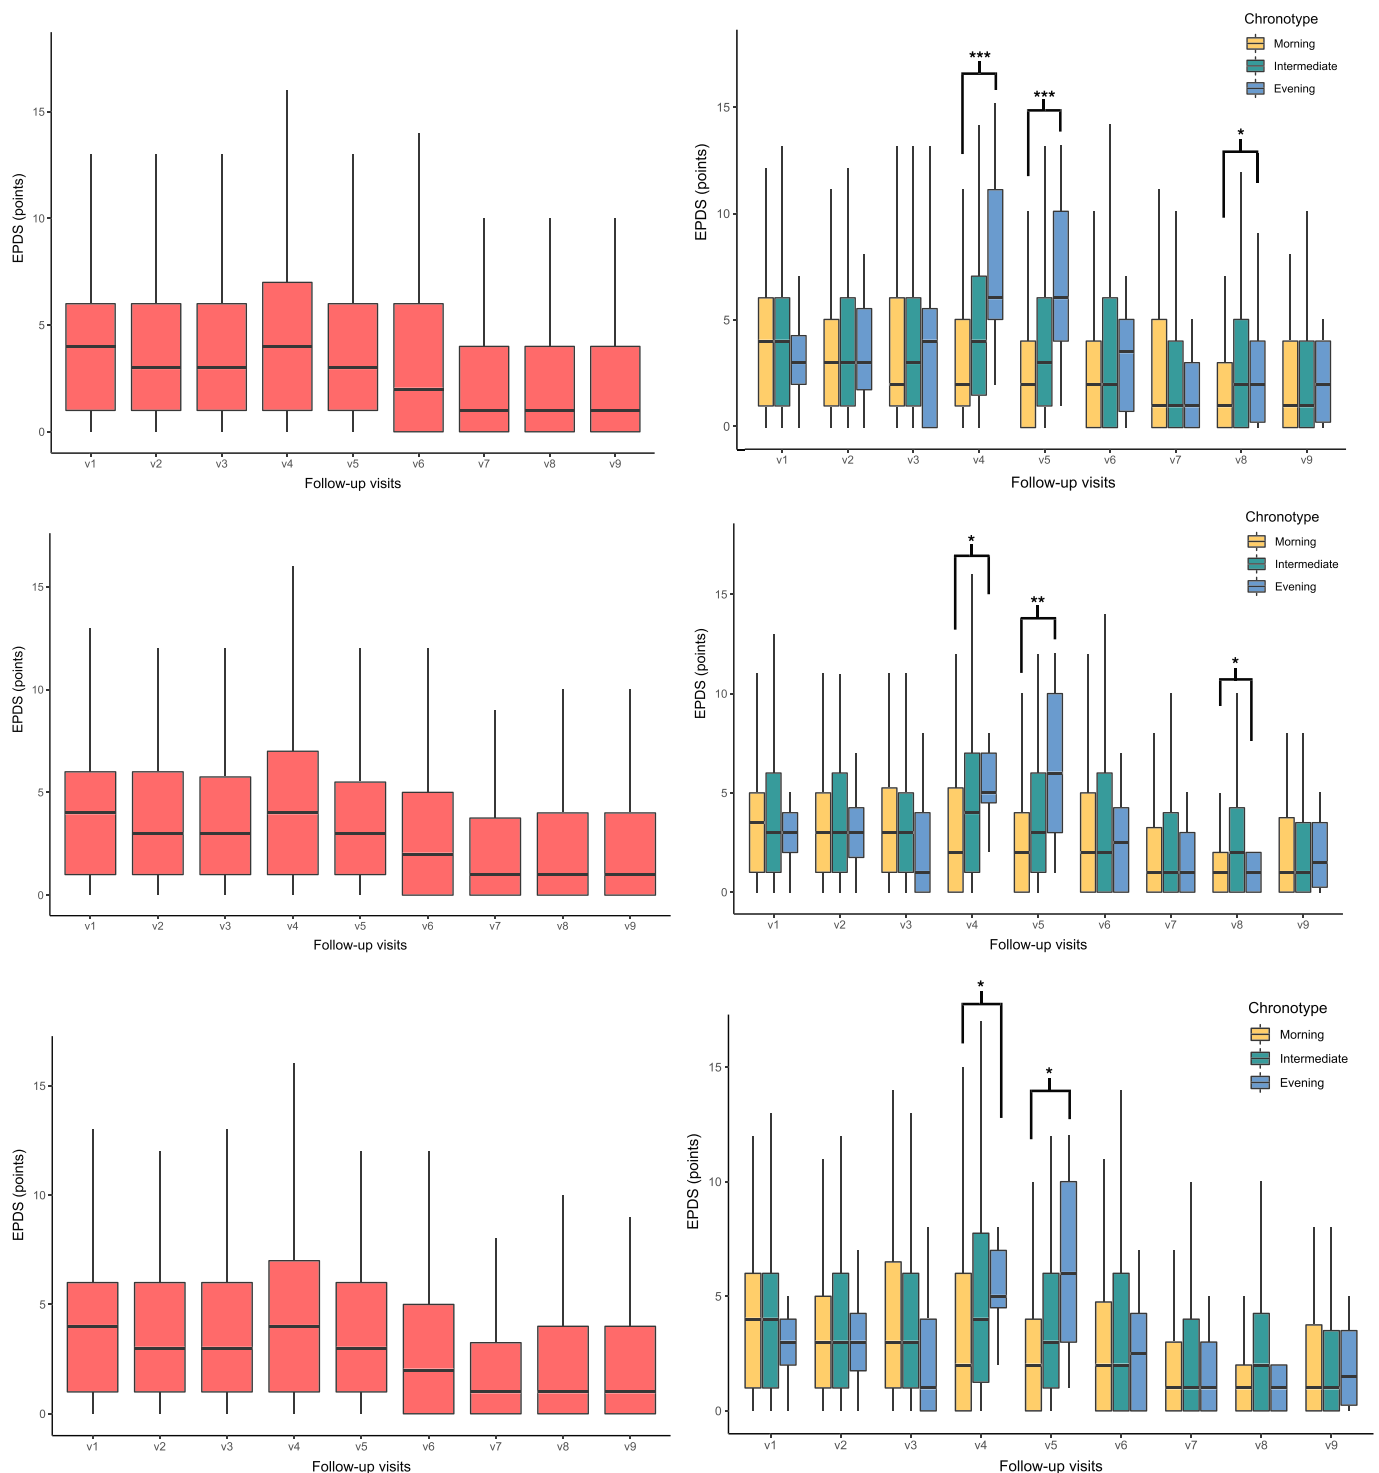 EPDS (points)
15
10
5
0
v1 v2 v3 v4 v5 v6 v7 v8 v9
Follow-up visits
Chronotype
Morning
Intermediate
Evening
***
***
*
EPDS (points)
15
10
5
0
v1 v2 v3 v4 v5 v6 v7 v8 v9
Follow-up visits
EPDS (points)
15
10
5
0
v1 v2 v3 v4 v5 v6 v7 v8 v9
Follow-up visits
Chronotype
Morning
Intermediate
Evening
*
**
*
EPDS (points)
15
10
5
0
v1 v2 v3 v4 v5 v6 v7 v8 v9
Follow-up visits
EPDS (points)
15
10
5
0
v1 v2 v3 v4 v5 v6 v7 v8 v9
Follow-up visits
Chronotype
Morning
Intermediate
Evening
*
*
EPDS (points)
15
10
5
0
v1 v2 v3 v4 v5 v6 v7 v8 v9
Follow-up visits